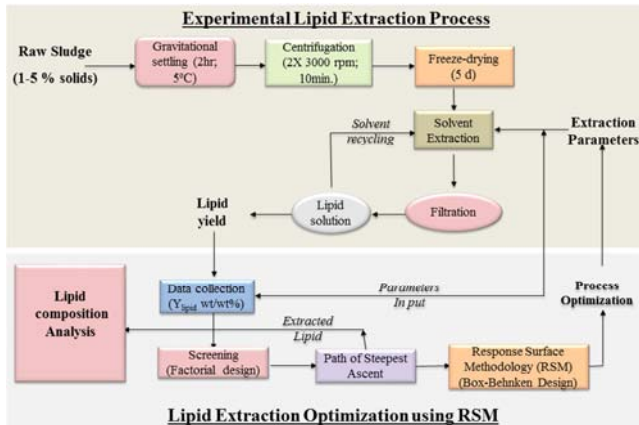 Experimental Lipid Extraction Process
Raw Sludge
(1-5 % solids)
Gravitational
settling (2hr;
5⁰C)
Centrifugation
(2X 3000 rpm;
10min.)
Freeze-drying
(5 d)
Solvent
recycling
Solvent
Extraction
Extraction
Parameters
Lipid
yield
Lipid
solution
Filtration
Lipid
composition
Analysis
Data collection
(Y lipid wt/wt%)
Parameters
In put
Process
Optimization
Extracted
Lipid
Screening
(Factorial design)
Path of Steepest
Ascent
Response Surface
Methodology (RSM)
(Box-Behnken Design)
Lipid Extraction Optimization using RSM